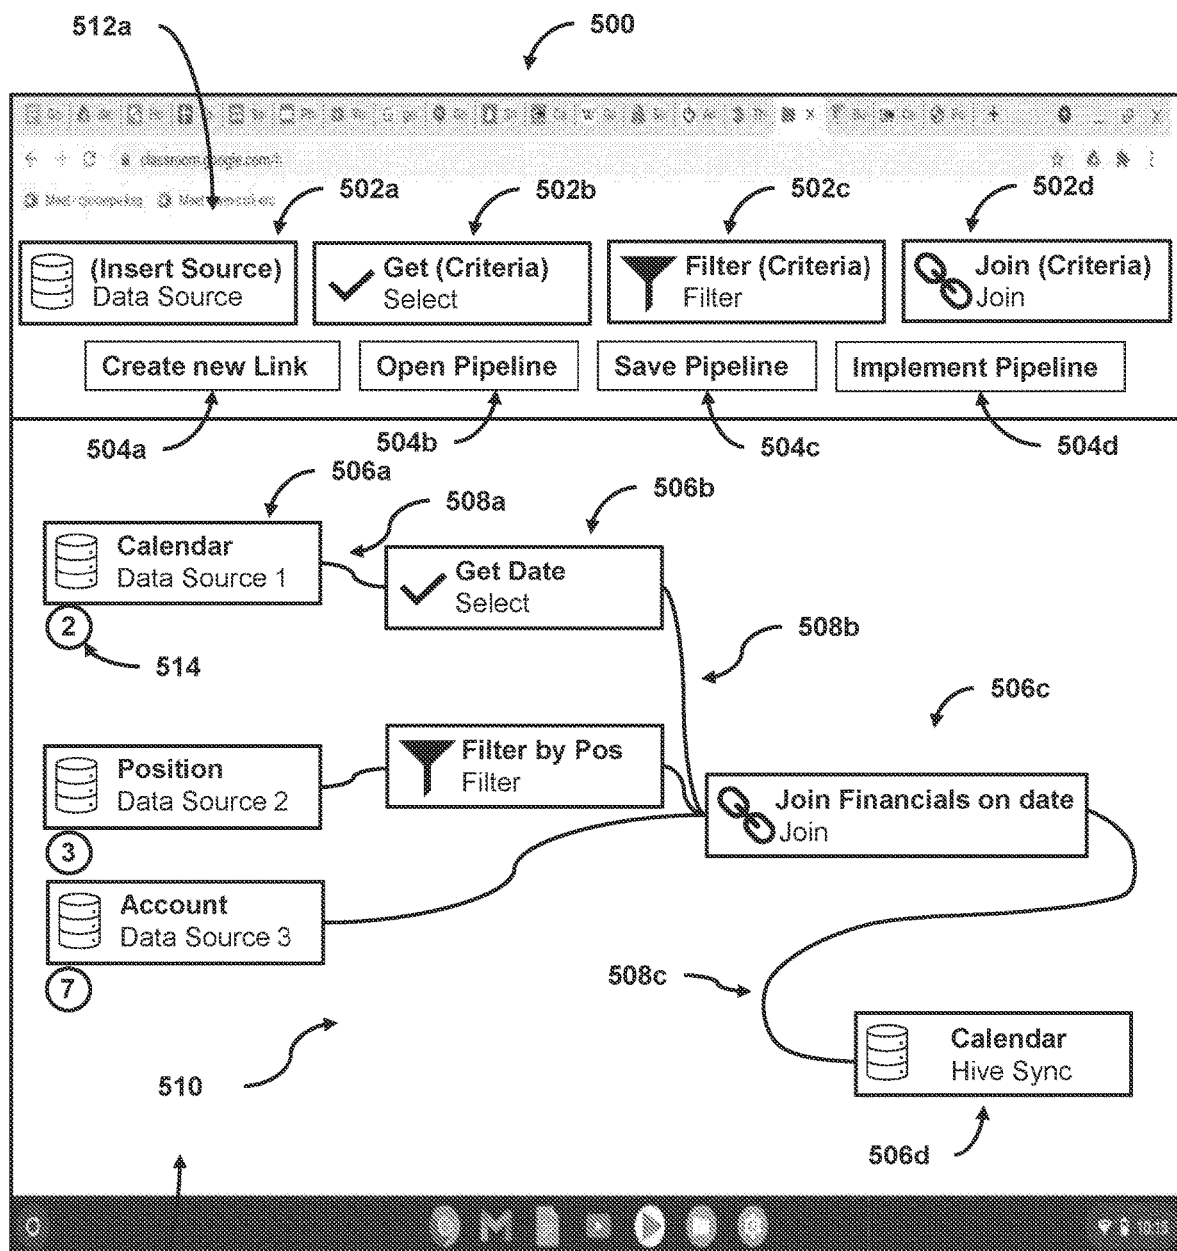 512a
500
classroom.google.com/h
502a
502b
502c
502d
(Insert Source)
Data Source
Get (Criteria)
Select
Filter (Criteria)
Filter
Join (Criteria)
Join
Create new Link
Open Pipeline
Save Pipeline
Implement Pipeline
504a
504b
504c
504d
506a
508a
506b
Calendar
Data Source 1
Get Date
Select
2
514
508b
506c
Position
Data Source 2
Filter by Pos
Filter
Join Financials on date
Join
3
Account
Data Source 3
7
508c
510
Calendar
Hive Sync
506d